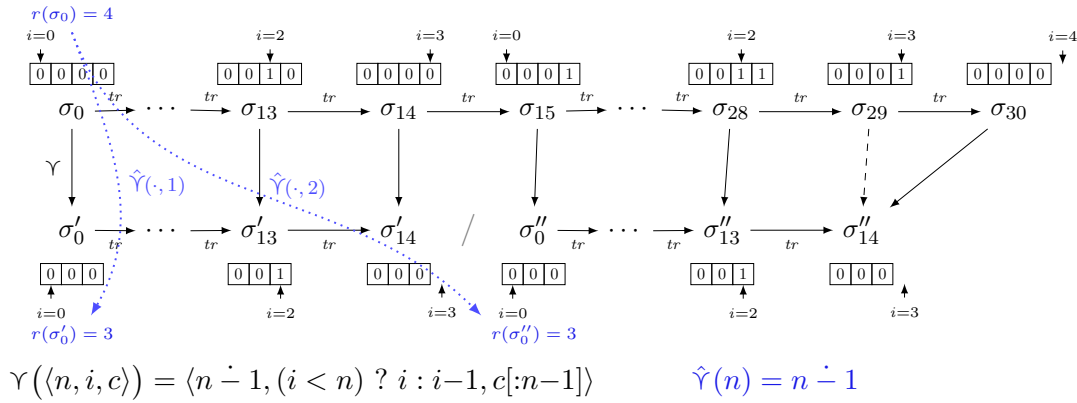 r(σ₀) = 4
i=0 i=2 i=3 i=0 i=2 i=3 i=4
0 0 0 0 0 0 1 0 0 0 0 0 0 0 0 1 0 0 1 1 0 0 0 1 0 0 0 0
σ₀ tr ⋯ tr σ₁₃ tr σ₁₄ tr σ₁₅ tr ⋯ tr σ₂₈ tr σ₂₉ tr σ₃₀
ϒ ϒ̂(·, 1) ϒ̂(·, 2)
σ′₀ tr ⋯ tr σ′₁₃ tr σ′₁₄ / σ″₀ tr ⋯ tr σ″₁₃ tr σ″₁₄
0 0 0 0 0 1 0 0 0 0 0 0 0 0 1 0 0 0
i=0 i=2 i=3 i=0 i=2 i=3
r(σ′₀) = 3 r(σ″₀) = 3
ϒ(⟨n, i, c⟩) = ⟨n ∸ 1, (i < n) ? i : i−1, c[:n−1]⟩ ϒ̂(n) = n ∸ 1